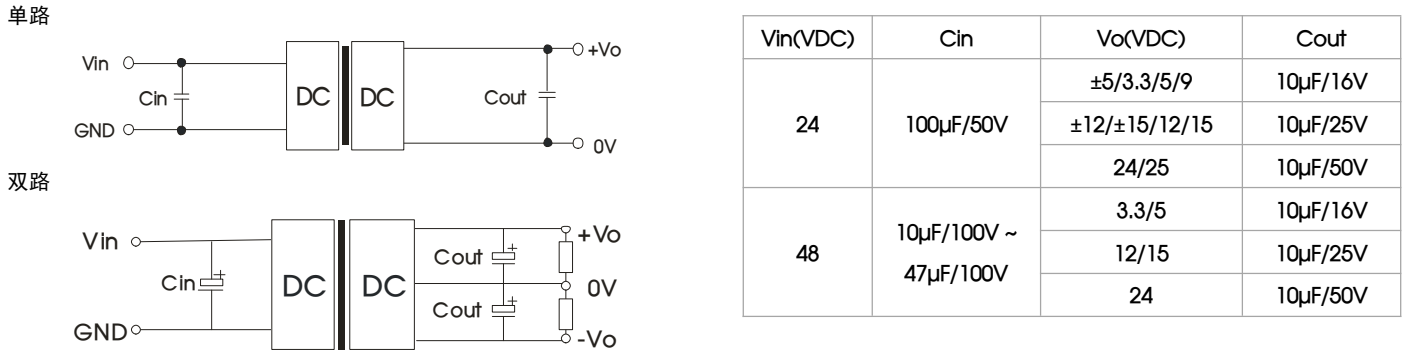 单路
Vin
Cin
GND
DC DC
Cout
+Vo
0V
双路
Vin
Cin
GND
DC DC
Cout
Cout
+Vo
0V
-Vo
Vin(VDC) Cin Vo(VDC) Cout
24 100µF/50V ±5/3.3/5/9 10µF/16V
±12/±15/12/15 10µF/25V
24/25 10µF/50V
48 10µF/100V ~ 47µF/100V 3.3/5 10µF/16V
12/15 10µF/25V
24 10µF/50V